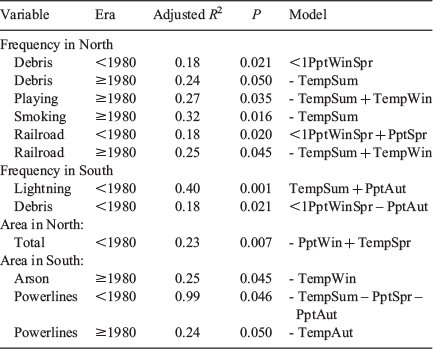 Variable Era Adjusted R² P Model
Frequency in North
Debris <1980 0.18 0.021 <1PptWinSpr
Debris ≥1980 0.24 0.050 - TempSum
Playing ≥1980 0.27 0.035 - TempSum + TempWin
Smoking ≥1980 0.32 0.016 - TempSum
Railroad <1980 0.18 0.020 <1PptWinSpr + PptSpr
Railroad ≥1980 0.25 0.045 - TempSum + TempWin
Frequency in South
Lightning <1980 0.40 0.001 TempSum + PptAut
Debris <1980 0.18 0.021 <1PptWinSpr – PptAut
Area in North:
Total <1980 0.23 0.007 - PptWin + TempSpr
Area in South:
Arson ≥1980 0.25 0.045 - TempWin
Powerlines <1980 0.99 0.046 - TempSum – PptSpr –
PptAut
Powerlines ≥1980 0.24 0.050 - TempAut